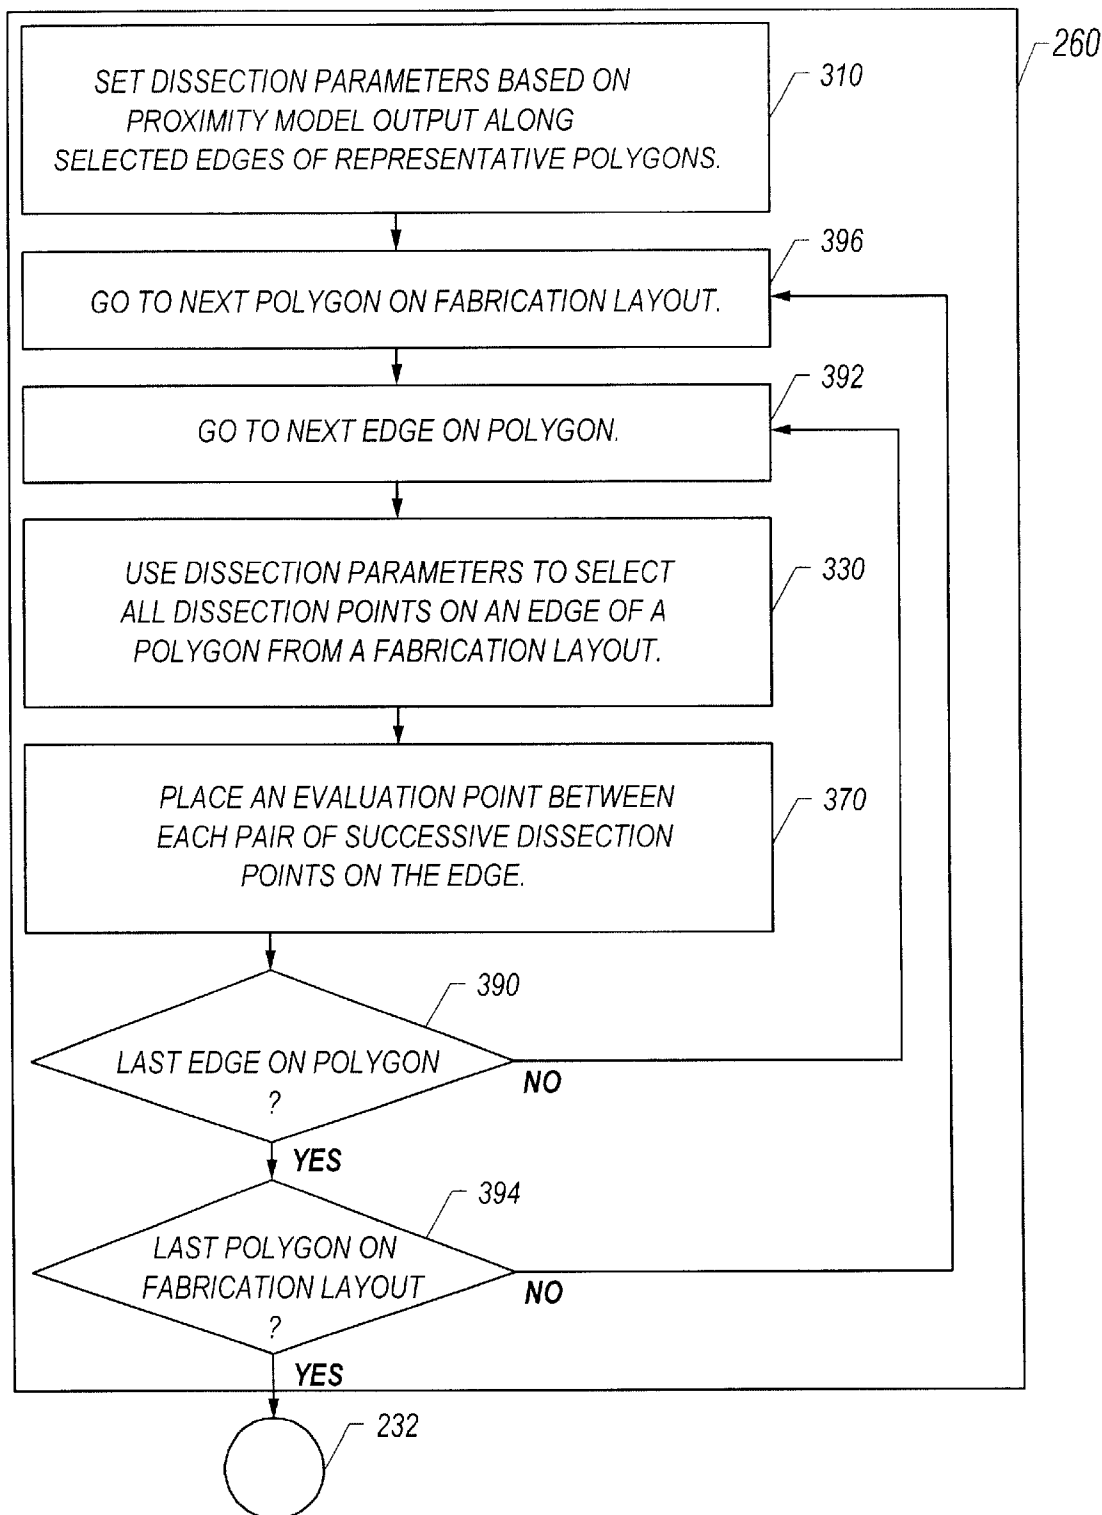 260
SET DISSECTION PARAMETERS BASED ON
PROXIMITY MODEL OUTPUT ALONG
SELECTED EDGES OF REPRESENTATIVE POLYGONS.
310
396
GO TO NEXT POLYGON ON FABRICATION LAYOUT.
392
GO TO NEXT EDGE ON POLYGON.
USE DISSECTION PARAMETERS TO SELECT
ALL DISSECTION POINTS ON AN EDGE OF A
POLYGON FROM A FABRICATION LAYOUT.
330
PLACE AN EVALUATION POINT BETWEEN
EACH PAIR OF SUCCESSIVE DISSECTION
POINTS ON THE EDGE.
370
390
LAST EDGE ON POLYGON
?
NO
YES
394
LAST POLYGON ON
FABRICATION LAYOUT
?
NO
YES
232